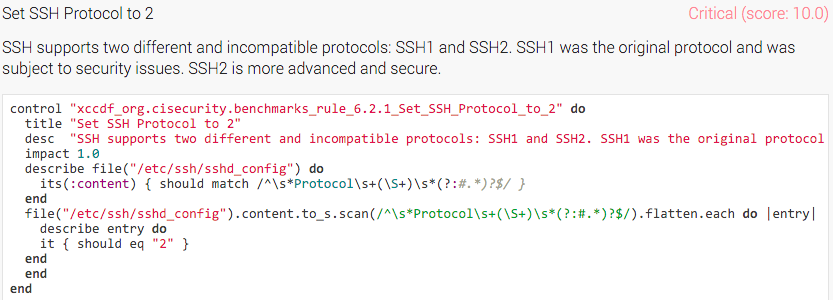 Set SSH Protocol to 2
Critical (score: 10.0)
SSH supports two different and incompatible protocols: SSH1 and SSH2. SSH1 was the original protocol and was
subject to security issues. SSH2 is more advanced and secure.
control "xccdf_org.cisecurity.benchmarks_rule_6.2.1_Set_SSH_Protocol_to_2" do
  title "Set SSH Protocol to 2"
  desc  "SSH supports two different and incompatible protocols: SSH1 and SSH2. SSH1 was the original protocol
  impact 1.0
  describe file("/etc/ssh/sshd_config") do
    its(:content) { should match /^\s*Protocol\s+(\S+)\s*(?:#.*)?$/ }
  end
  file("/etc/ssh/sshd_config").content.to_s.scan(/^\s*Protocol\s+(\S+)\s*(?:#.*)?$/).flatten.each do |entry|
    describe entry do
    it { should eq "2" }
  end
  end
end